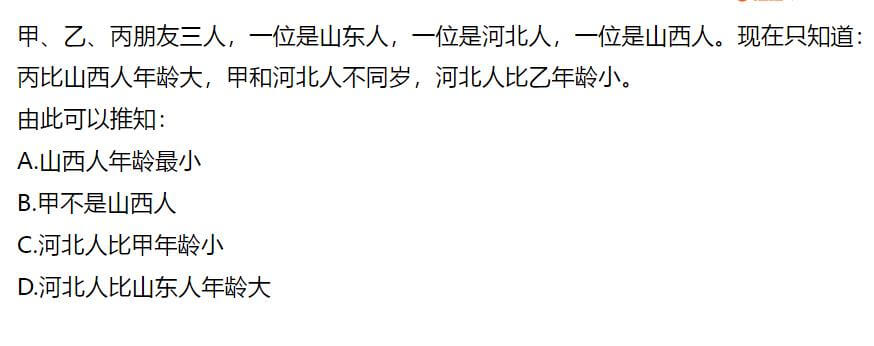 甲、乙、丙朋友三人，一位是山东人，一位是河北人，一位是山西人。现在只知道：
丙比山西人年龄大，甲和河北人不同岁，河北人比乙年龄小。
由此可以推知：
A.山西人年龄最小
B.甲不是山西人
C.河北人比甲年龄小
D.河北人比山东人年龄大